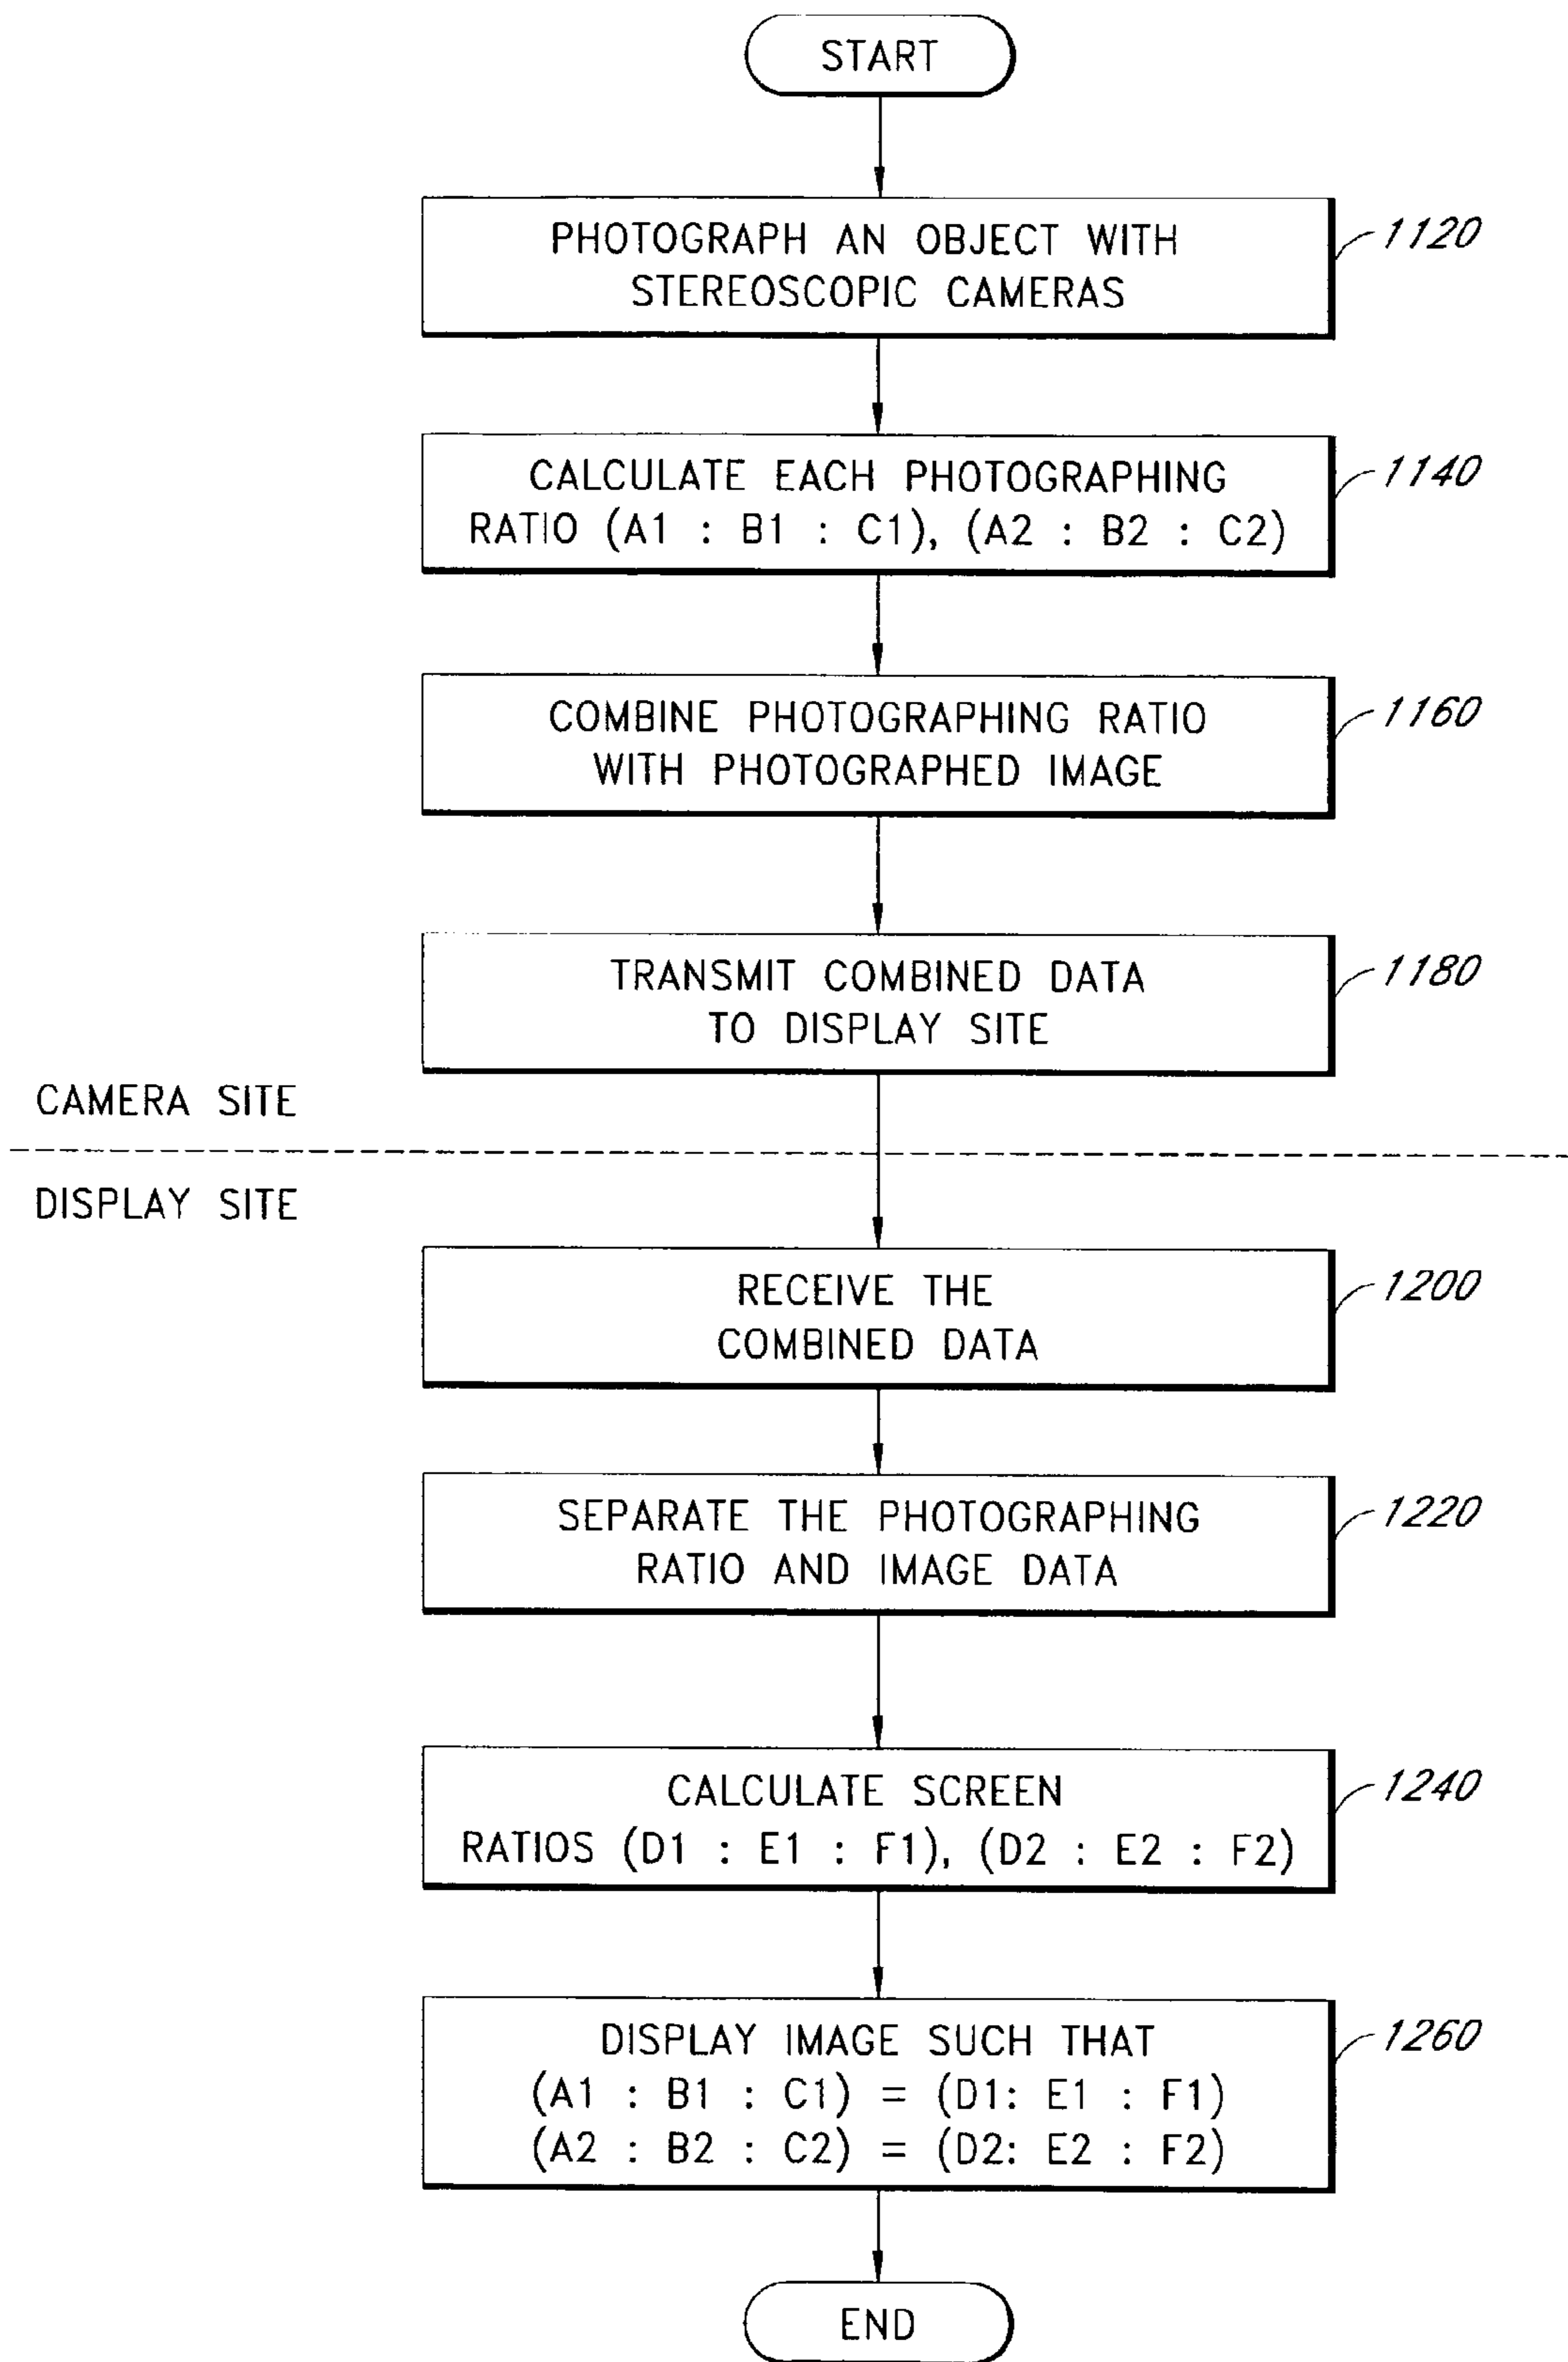 START
PHOTOGRAPH AN OBJECT WITH
STEREOSCOPIC CAMERAS
1120
CALCULATE EACH PHOTOGRAPHING
RATIO (A1 : B1 : C1), (A2 : B2 : C2)
1140
COMBINE PHOTOGRAPHING RATIO
WITH PHOTOGRAPHED IMAGE
1160
TRANSMIT COMBINED DATA
TO DISPLAY SITE
1180
CAMERA SITE
DISPLAY SITE
RECEIVE THE
COMBINED DATA
1200
SEPARATE THE PHOTOGRAPHING
RATIO AND IMAGE DATA
1220
CALCULATE SCREEN
RATIOS (D1 : E1 : F1), (D2 : E2 : F2)
1240
DISPLAY IMAGE SUCH THAT
(A1 : B1 : C1) = (D1: E1 : F1)
(A2 : B2 : C2) = (D2: E2 : F2)
1260
END